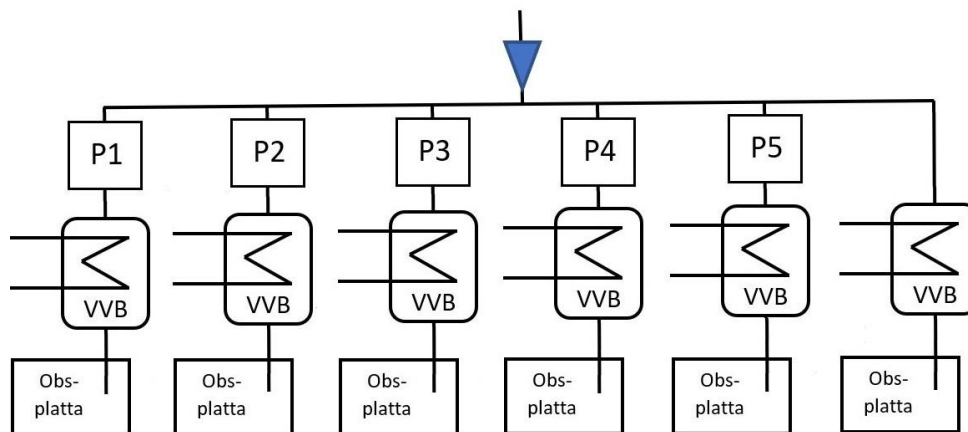 P1
P2
P3
P4
P5
VVB
VVB
VVB
VVB
VVB
VVB
Obs-
platta
Obs-
platta
Obs-
platta
Obs-
platta
Obs-
platta
Obs-
platta